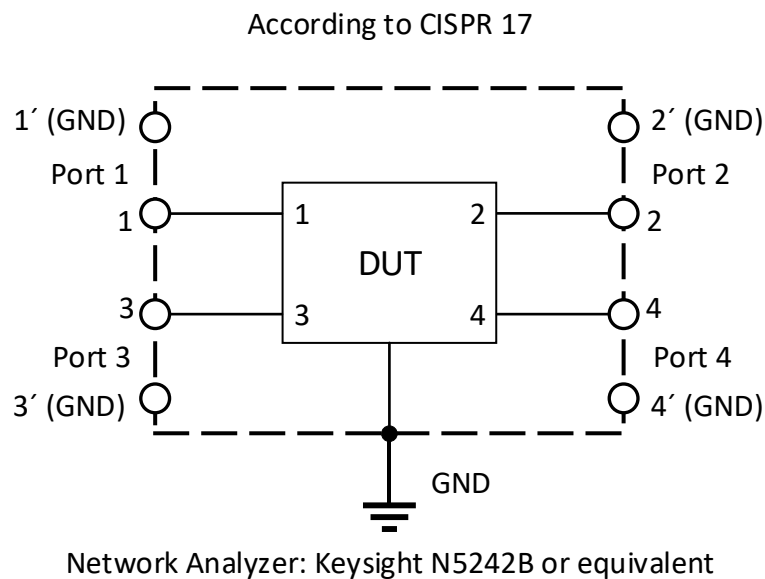 According to CISPR 17
1´ (GND)
2´ (GND)
Port 1
Port 2
1
1
2
2
DUT
3
3
4
4
Port 3
Port 4
3´ (GND)
4´ (GND)
GND
Network Analyzer: Keysight N5242B or equivalent